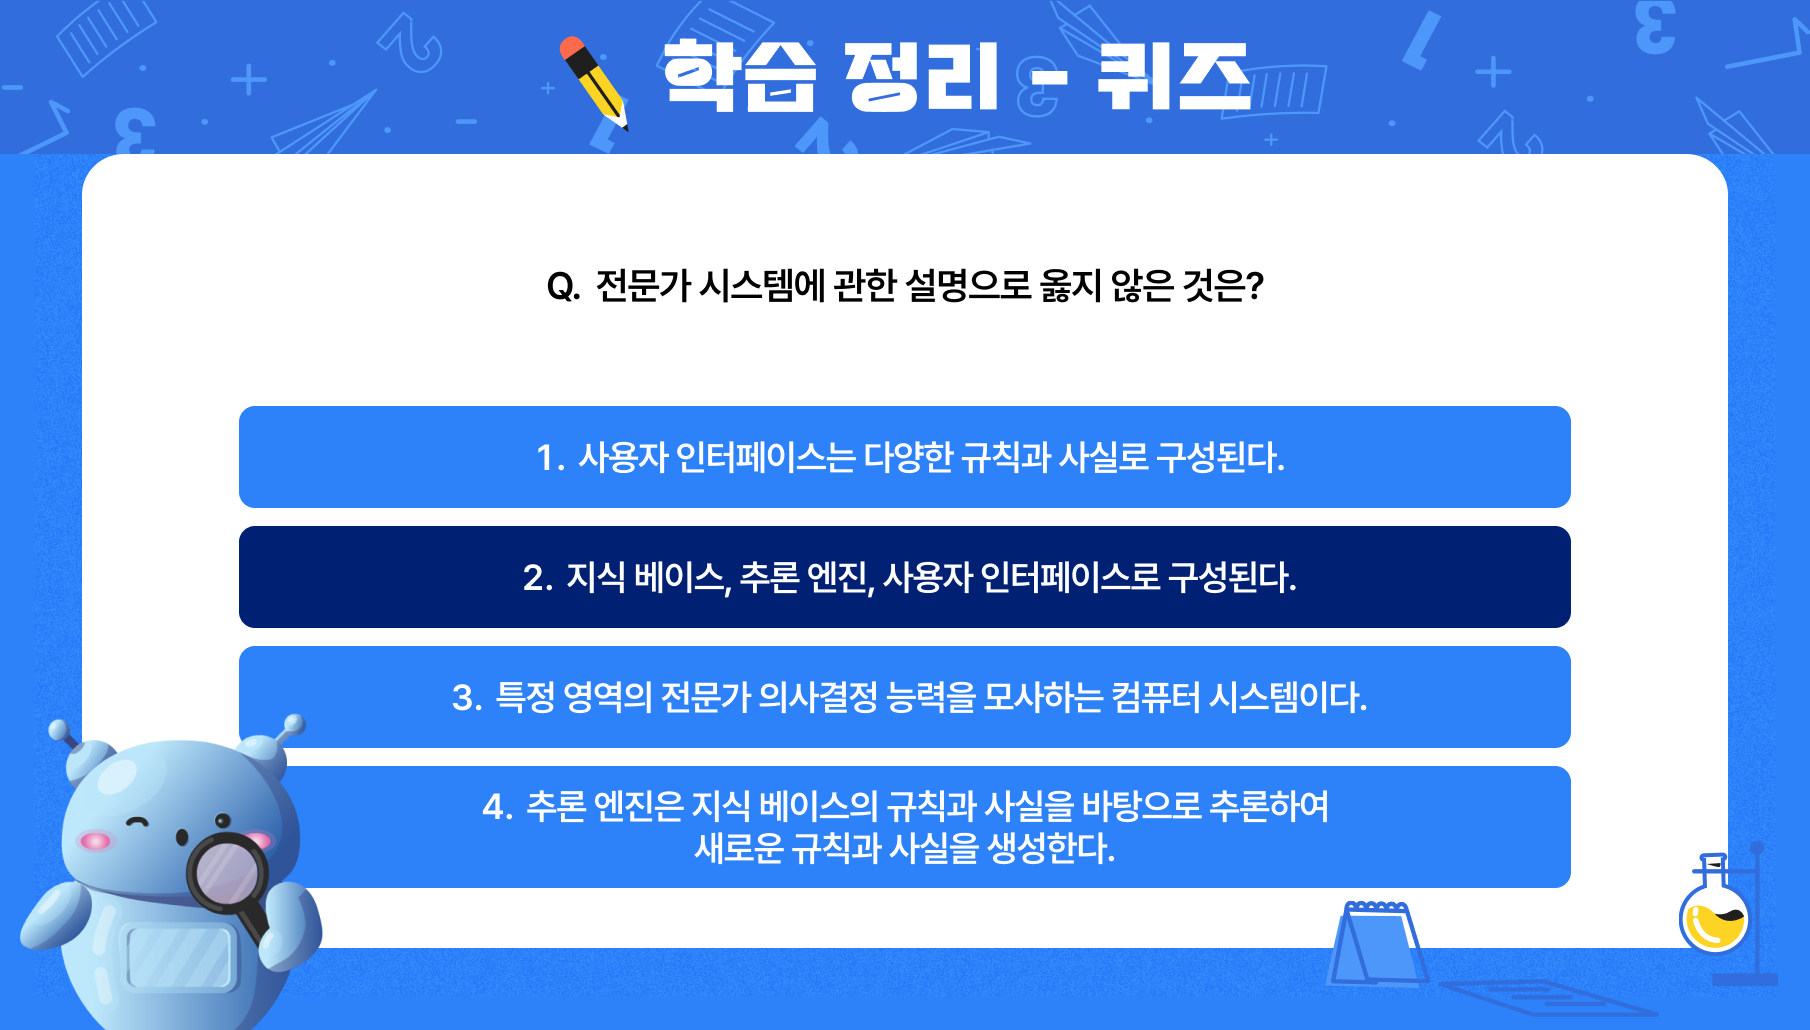 학습 정리 - 퀴즈
Q. 전문가 시스템에 관한 설명으로 옳지 않은 것은?
1. 사용자 인터페이스는 다양한 규칙과 사실로 구성된다.
2. 지식 베이스, 추론 엔진, 사용자 인터페이스로 구성된다.
3. 특정 영역의 전문가 의사결정 능력을 모사하는 컴퓨터 시스템이다.
4. 추론 엔진은 지식 베이스의 규칙과 사실을 바탕으로 추론하여
새로운 규칙과 사실을 생성한다.